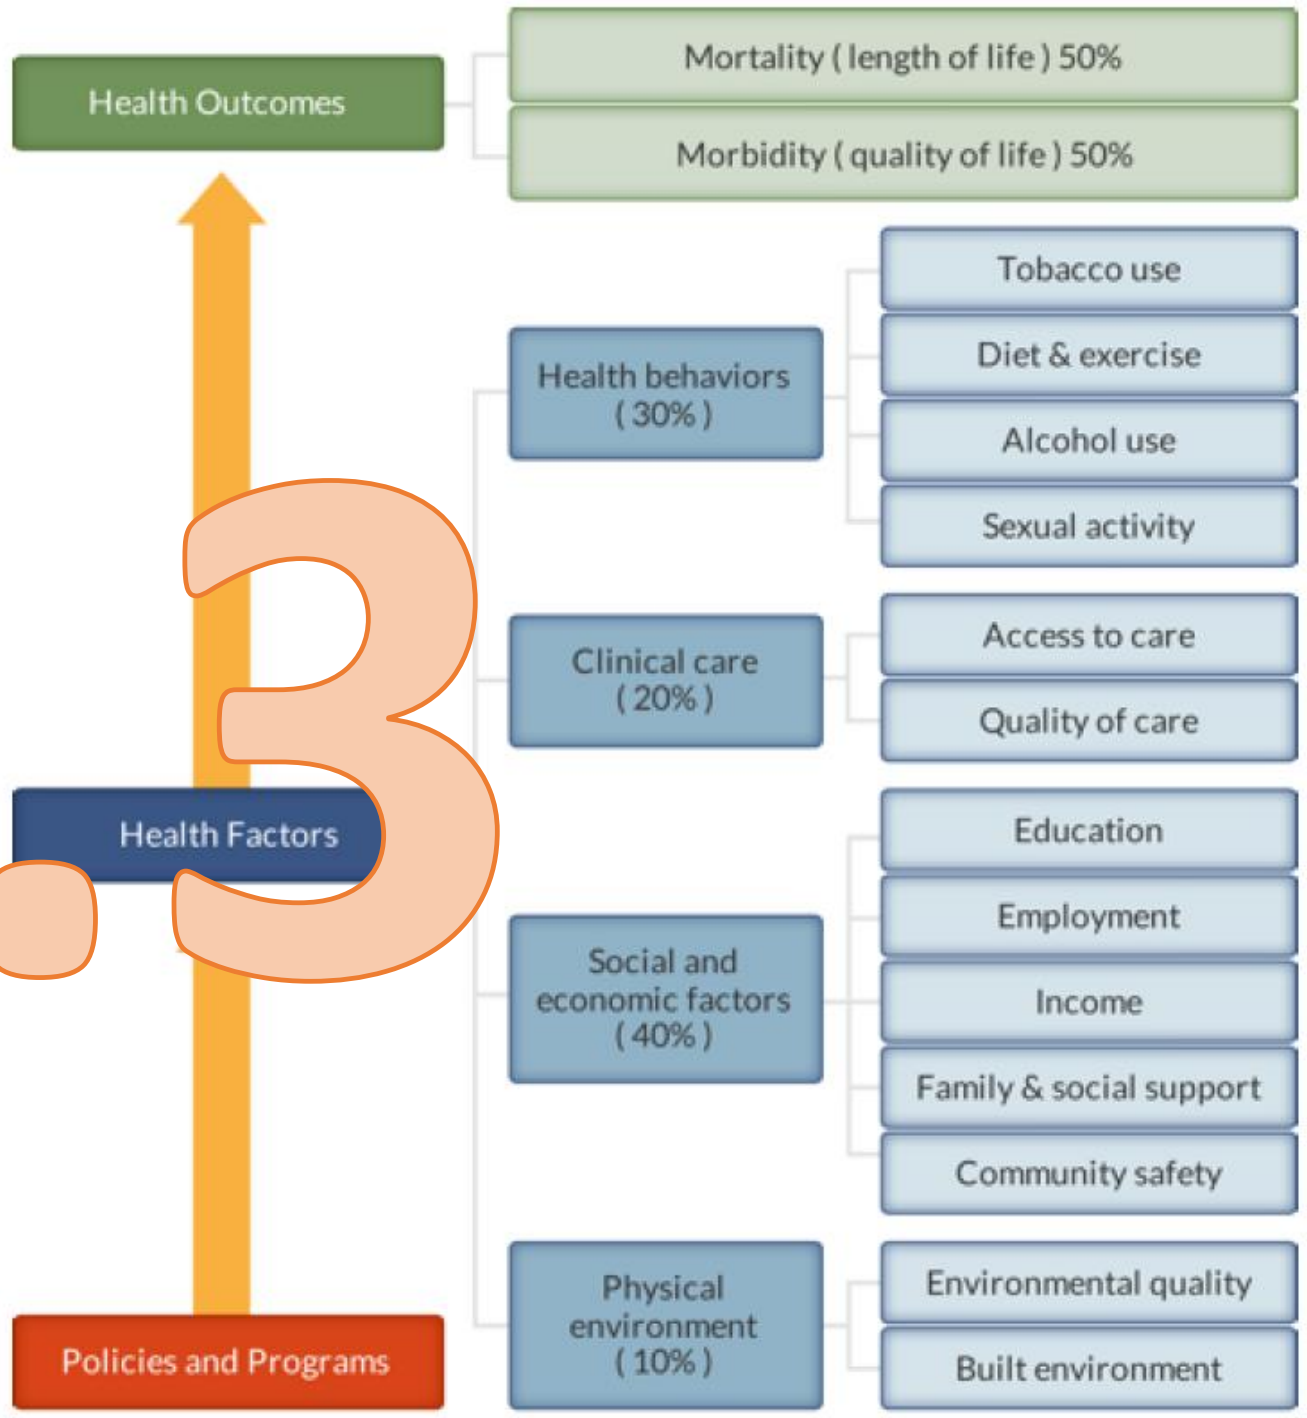 Health Outcomes
Mortality ( length of life ) 50%
Morbidity ( quality of life ) 50%
Health behaviors
( 30% )
Tobacco use
Diet & exercise
Alcohol use
Sexual activity
Clinical care
( 20% )
Access to care
Quality of care
Health Factors
.3
Social and
economic factors
( 40% )
Education
Employment
Income
Family & social support
Community safety
Physical
environment
( 10% )
Environmental quality
Built environment
Policies and Programs